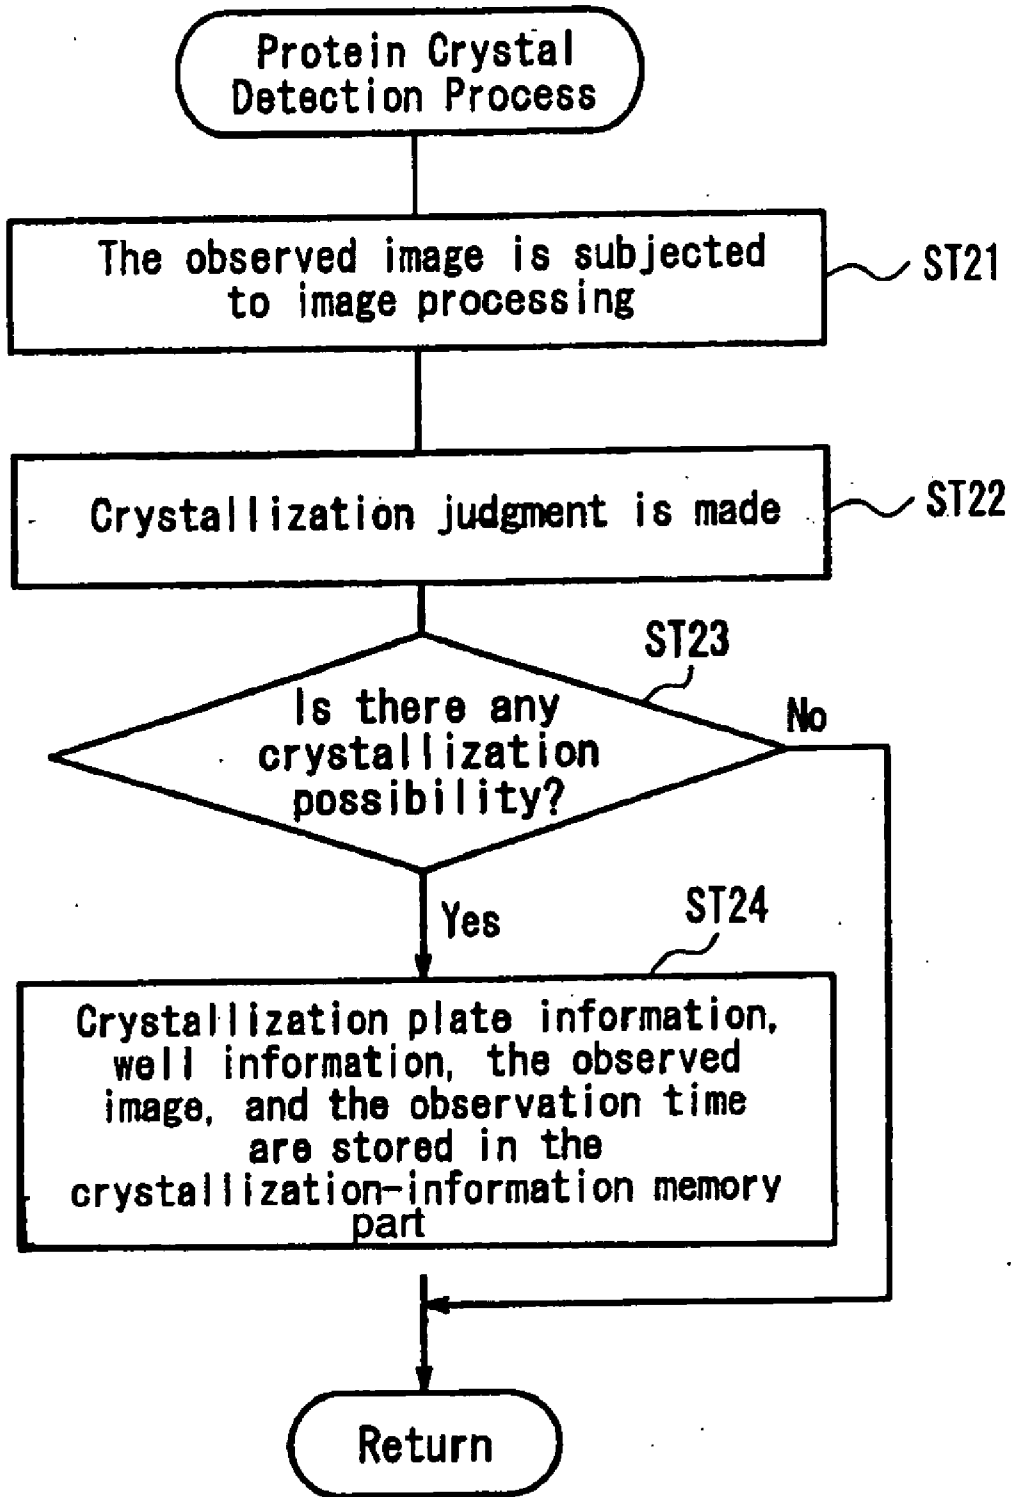 Protein Crystal
Detection Process
The observed image is subjected
to image processing
ST21
Crystallization judgment is made
ST22
ST23
Is there any
crystallization
possibility?
No
Yes
ST24
Crystallization plate information,
well information, the observed
image, and the observation time
are stored in the
crystallization-information memory
part
Return